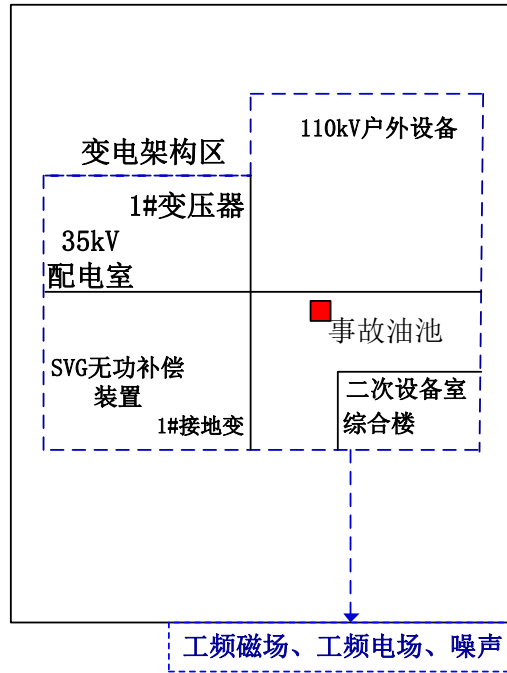 110kV户外设备
变电架构区
1#变压器
35kV
配电室
事故油池
SVG无功补偿
装置
二次设备室
综合楼
1#接地变
工频磁场、工频电场、噪声